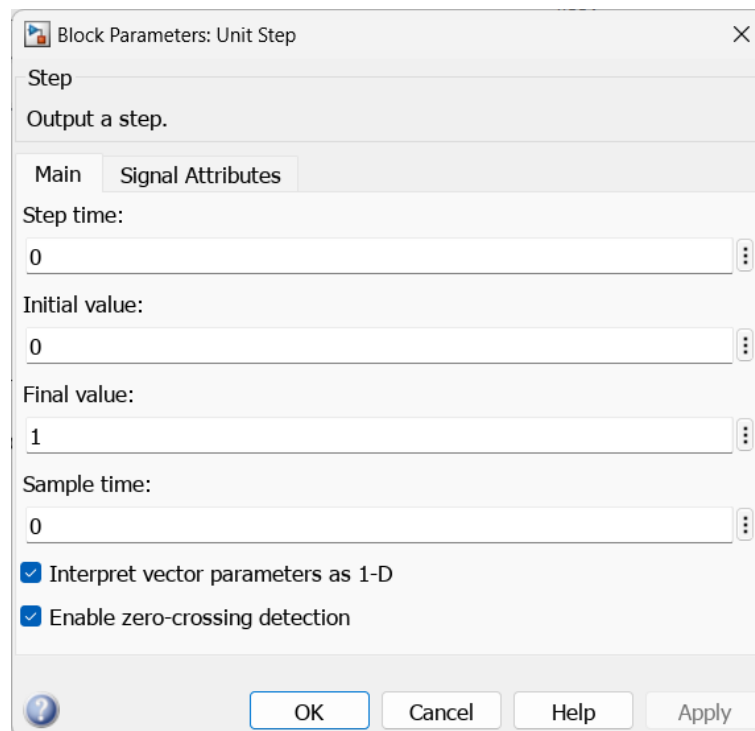 Block Parameters: Unit Step
Step
Output a step.
Main Signal Attributes
Step time:
0
Initial value:
0
Final value:
1
Sample time:
0
Interpret vector parameters as 1-D
Enable zero-crossing detection
? OK Cancel Help Apply